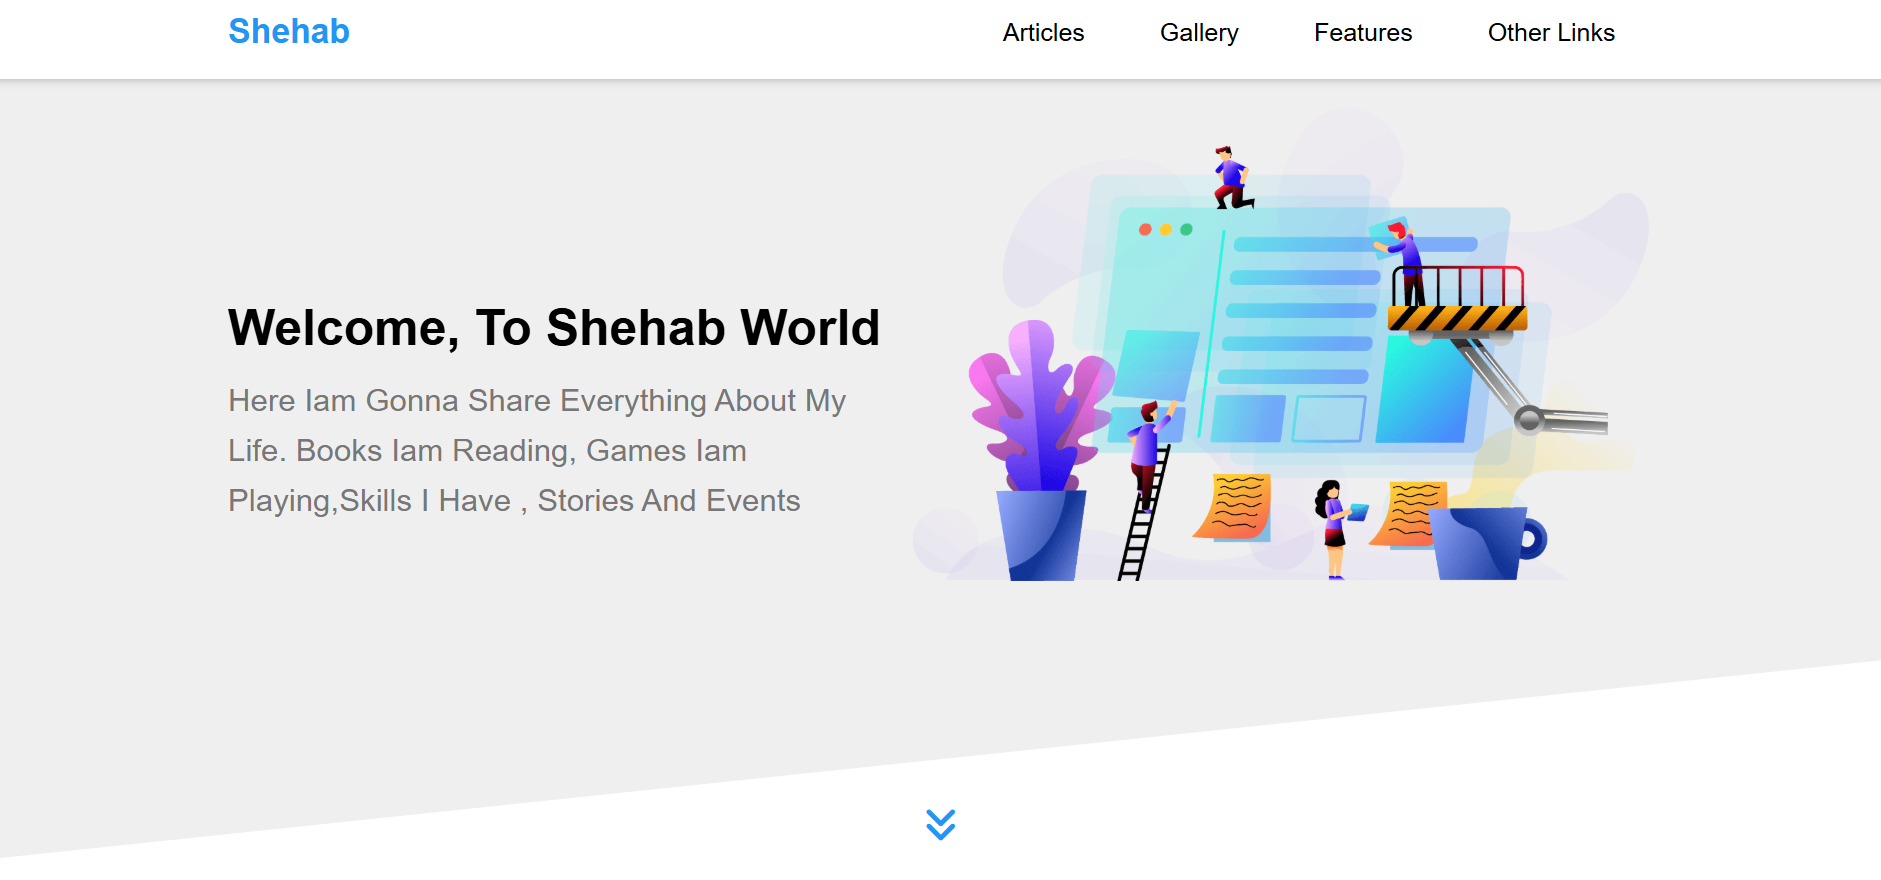 Shehab
Articles
Gallery
Features
Other Links
Welcome, To Shehab World
Here Iam Gonna Share Everything About My
Life. Books Iam Reading, Games Iam
Playing,Skills I Have , Stories And Events